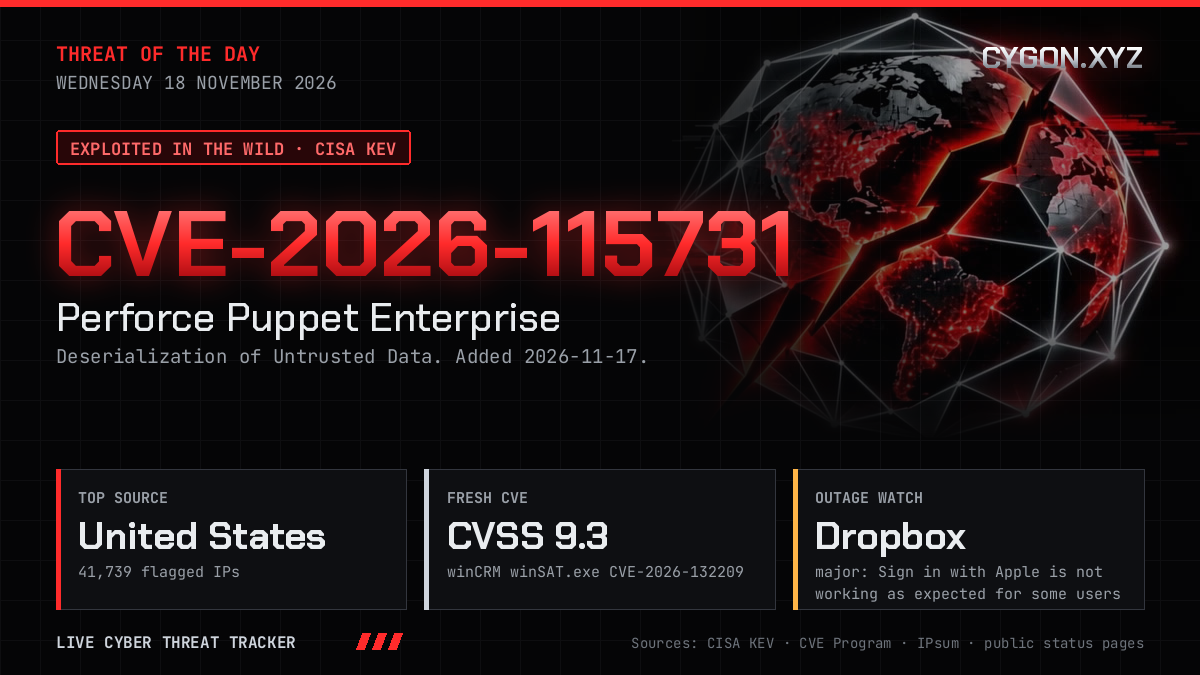 THREAT OF THE DAY
WEDNESDAY 18 NOVEMBER 2026
CYGON.XYZ
EXPLOITED IN THE WILD · CISA KEV
CVE-2026-115731
Perforce Puppet Enterprise
Deserialization of Untrusted Data. Added 2026-11-17.
TOP SOURCE
United States
41,739 flagged IPs
FRESH CVE
CVSS 9.3
winCRM winSAT.exe CVE-2026-132209
OUTAGE WATCH
Dropbox
major: Sign in with Apple is not
working as expected for some users
LIVE CYBER THREAT TRACKER
Sources: CISA KEV · CVE Program · IPsum · public status pages